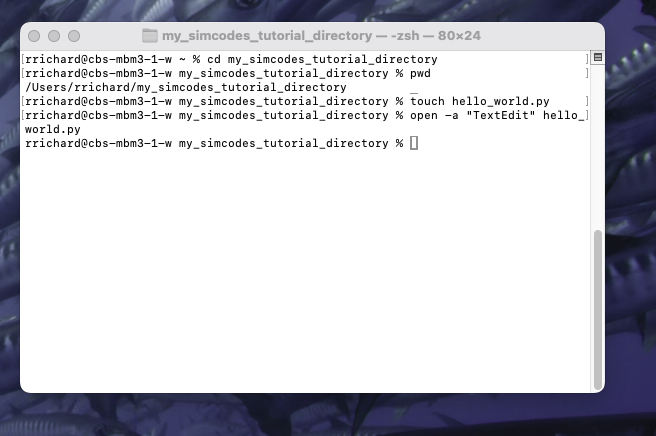 my_simcodes_tutorial_directory — -zsh — 80×24
[rrichard@cbs-mbm3-1-w ~ % cd my_simcodes_tutorial_directory ]
[rrichard@cbs-mbm3-1-w my_simcodes_tutorial_directory % pwd ]
/Users/rrichard/my_simcodes_tutorial_directory
[rrichard@cbs-mbm3-1-w my_simcodes_tutorial_directory % touch hello_world.py ]
[rrichard@cbs-mbm3-1-w my_simcodes_tutorial_directory % open -a "TextEdit" hello_]
world.py
rrichard@cbs-mbm3-1-w my_simcodes_tutorial_directory %